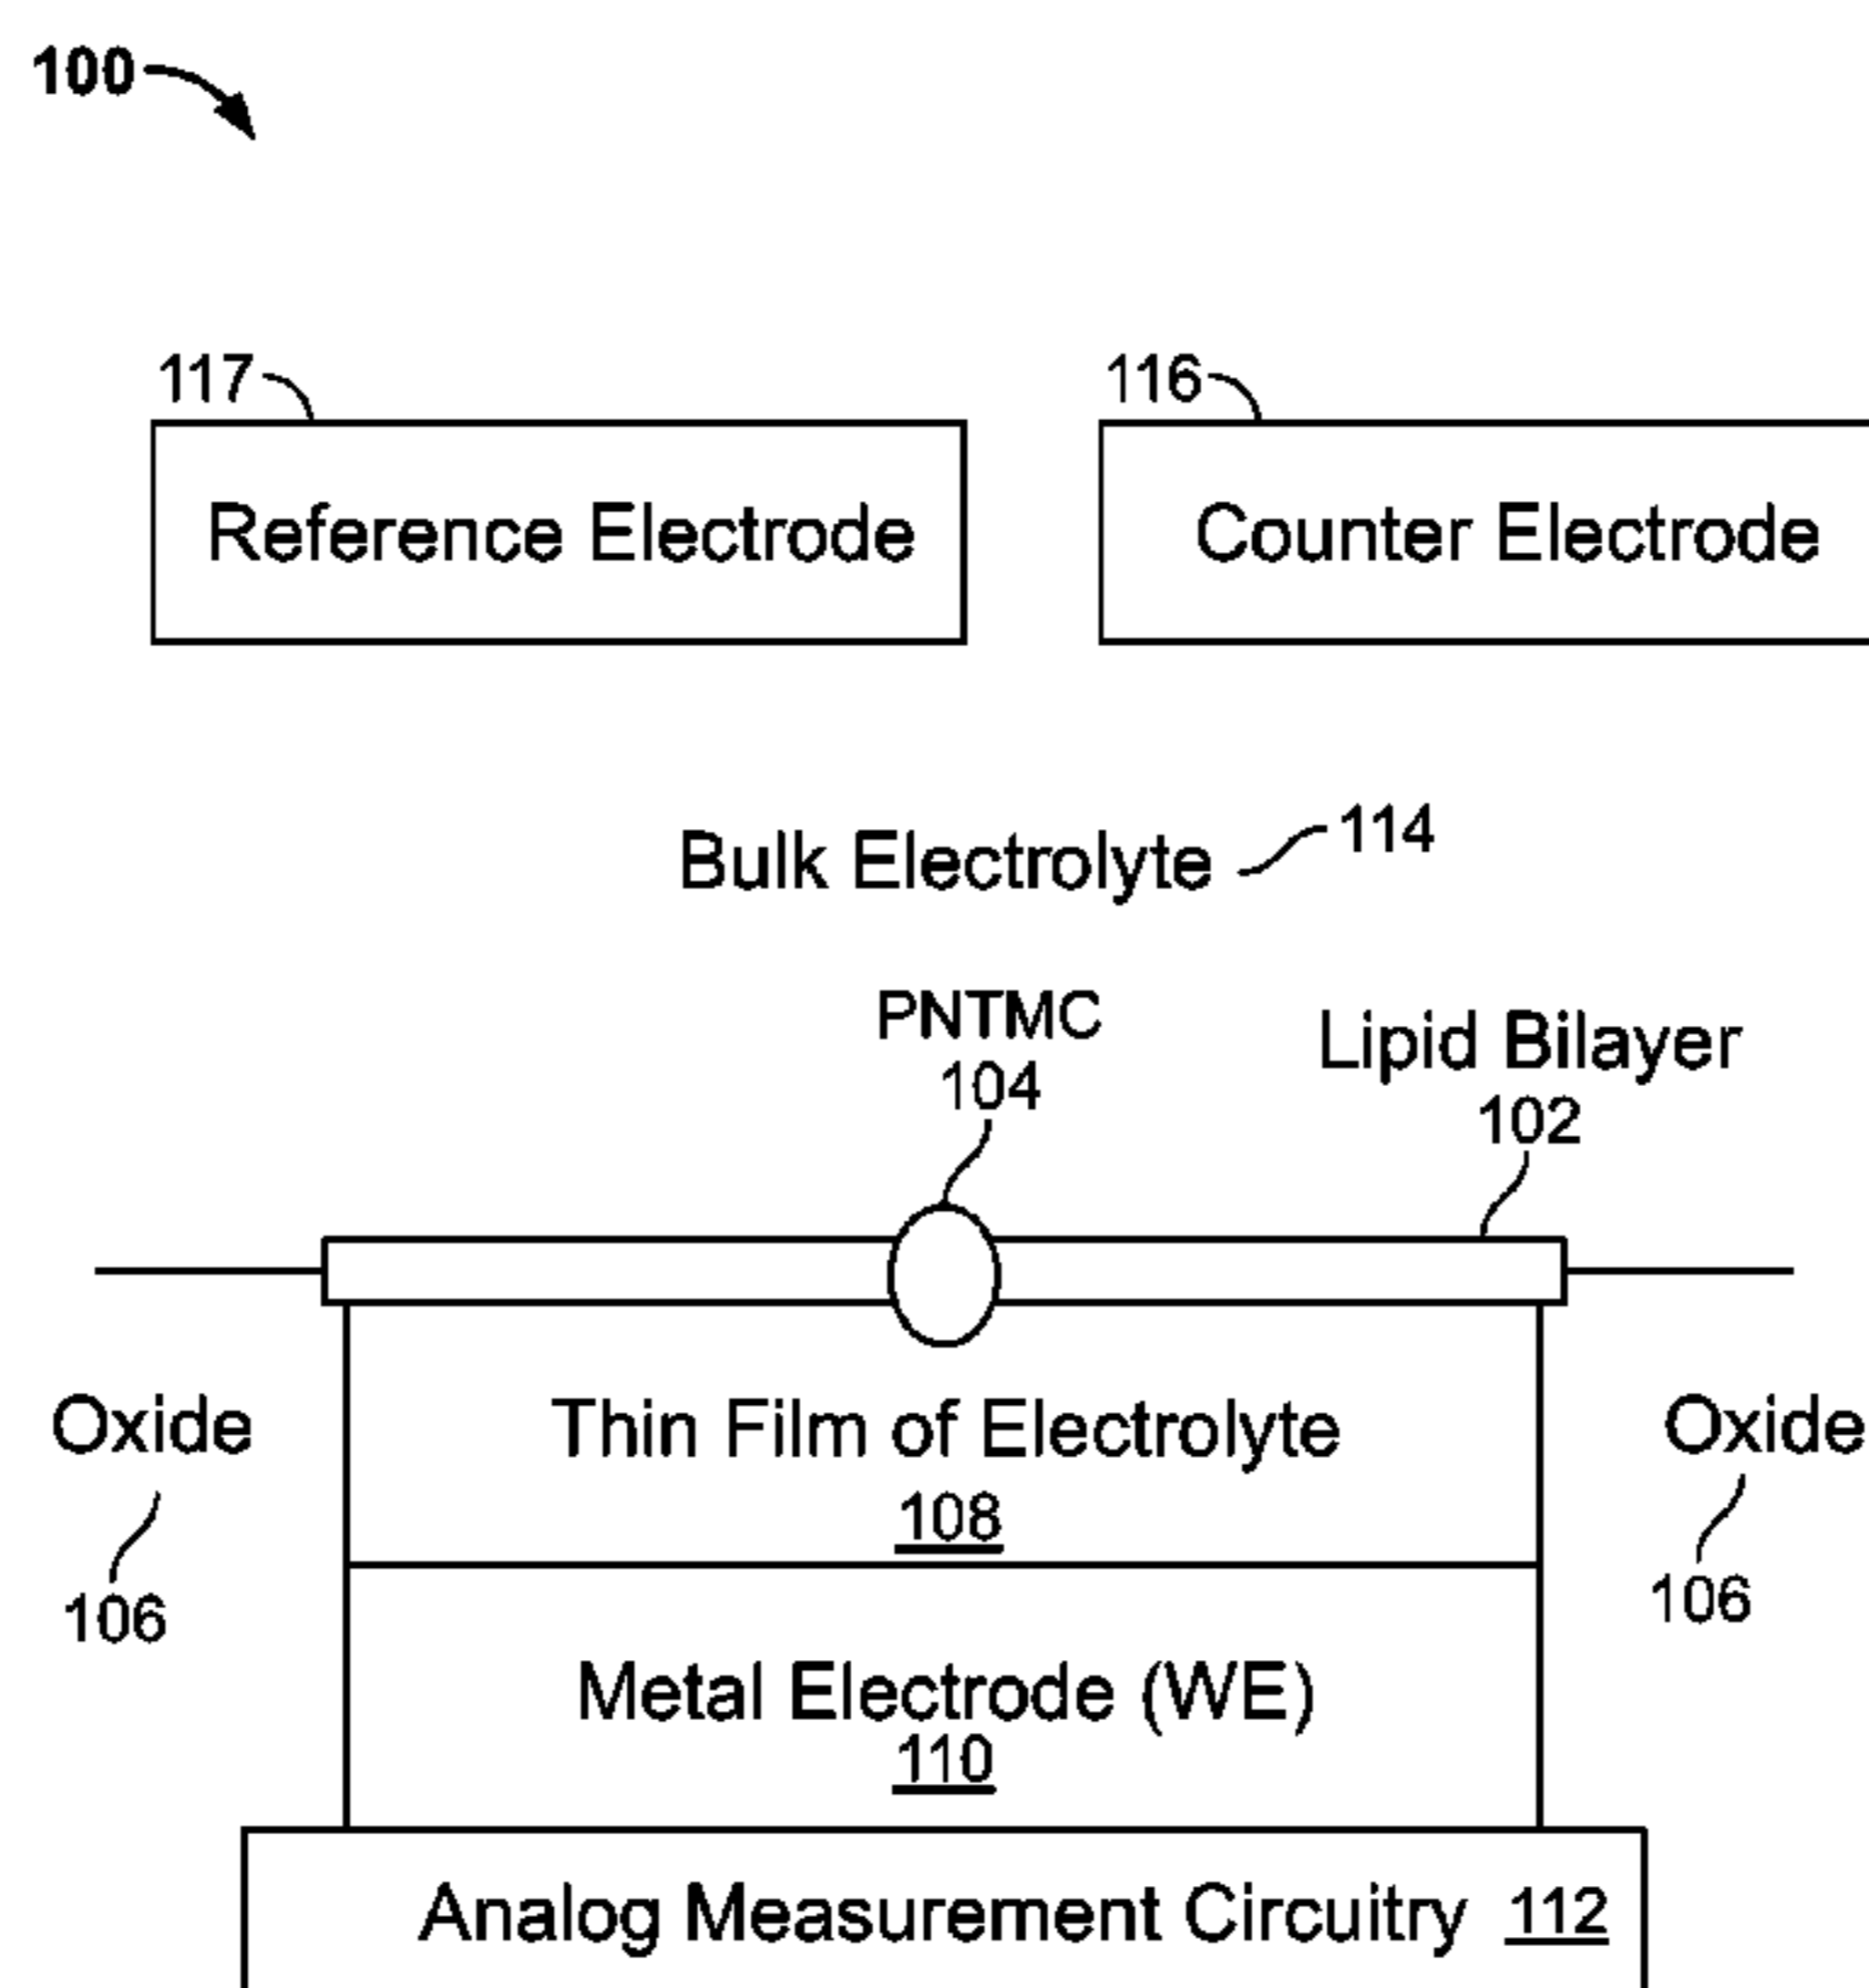 100
117
116
Reference Electrode
Counter Electrode
Bulk Electrolyte
114
PNTMC
104
Lipid Bilayer
102
Oxide
Thin Film of Electrolyte
Oxide
108
106
106
Metal Electrode (WE)
110
Analog Measurement Circuitry 112